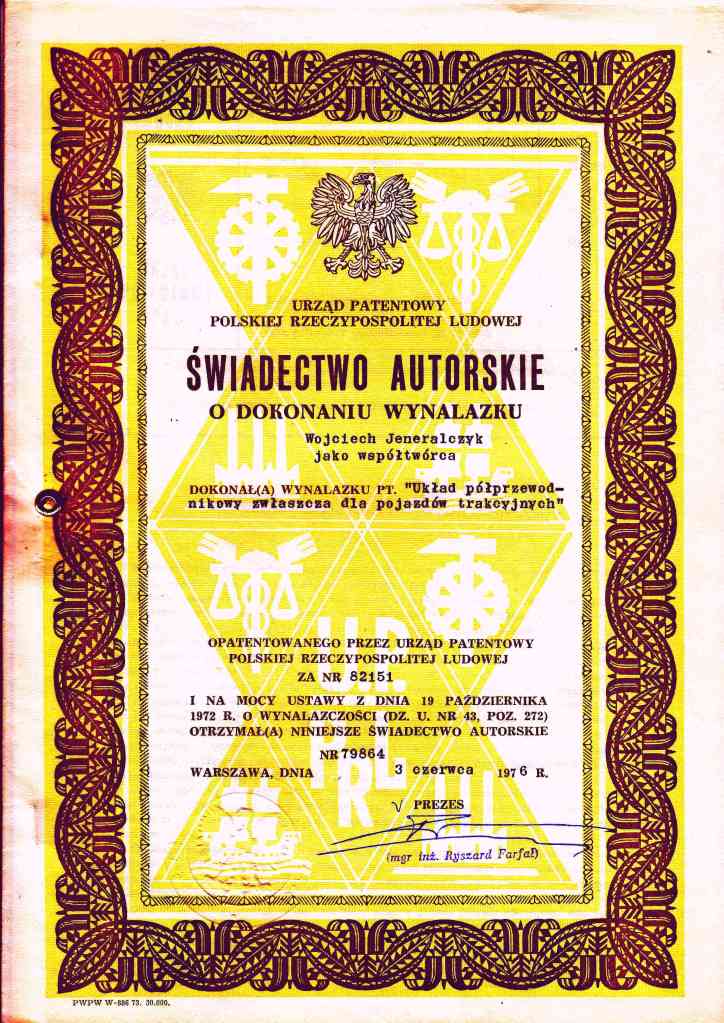 URZĄD PATENTOWY
POLSKIEJ RZECZYPOSPOLITEJ LUDOWEJ
ŚWIADECTWO AUTORSKIE
O DOKONANIU WYNALAZKU
Wojciech Jeneralczyk
jako współtwórca
DOKONAŁ(A) WYNALAZKU PT. "Układ półprzewod-
nikowy zwłaszcza dla pojazdów trakcyjnych"
U.P.
OPATENTOWANEGO PRZEZ URZĄD PATENTOWY
POLSKIEJ RZECZYPOSPOLITEJ LUDOWEJ
ZA NR 82151
I NA MOCY USTAWY Z DNIA 19 PAŹDZIERNIKA
1972 R. O WYNALAZCZOŚCI (DZ. U. NR 43, POZ. 272)
OTRZYMAŁ(A) NINIEJSZE ŚWIADECTWO AUTORSKIE
NR 79864
WARSZAWA, DNIA 3 czerwca 1976 R.
PRL
PREZES
(mgr inż. Ryszard Farfał)
PWPW W-886 73. 30.000.